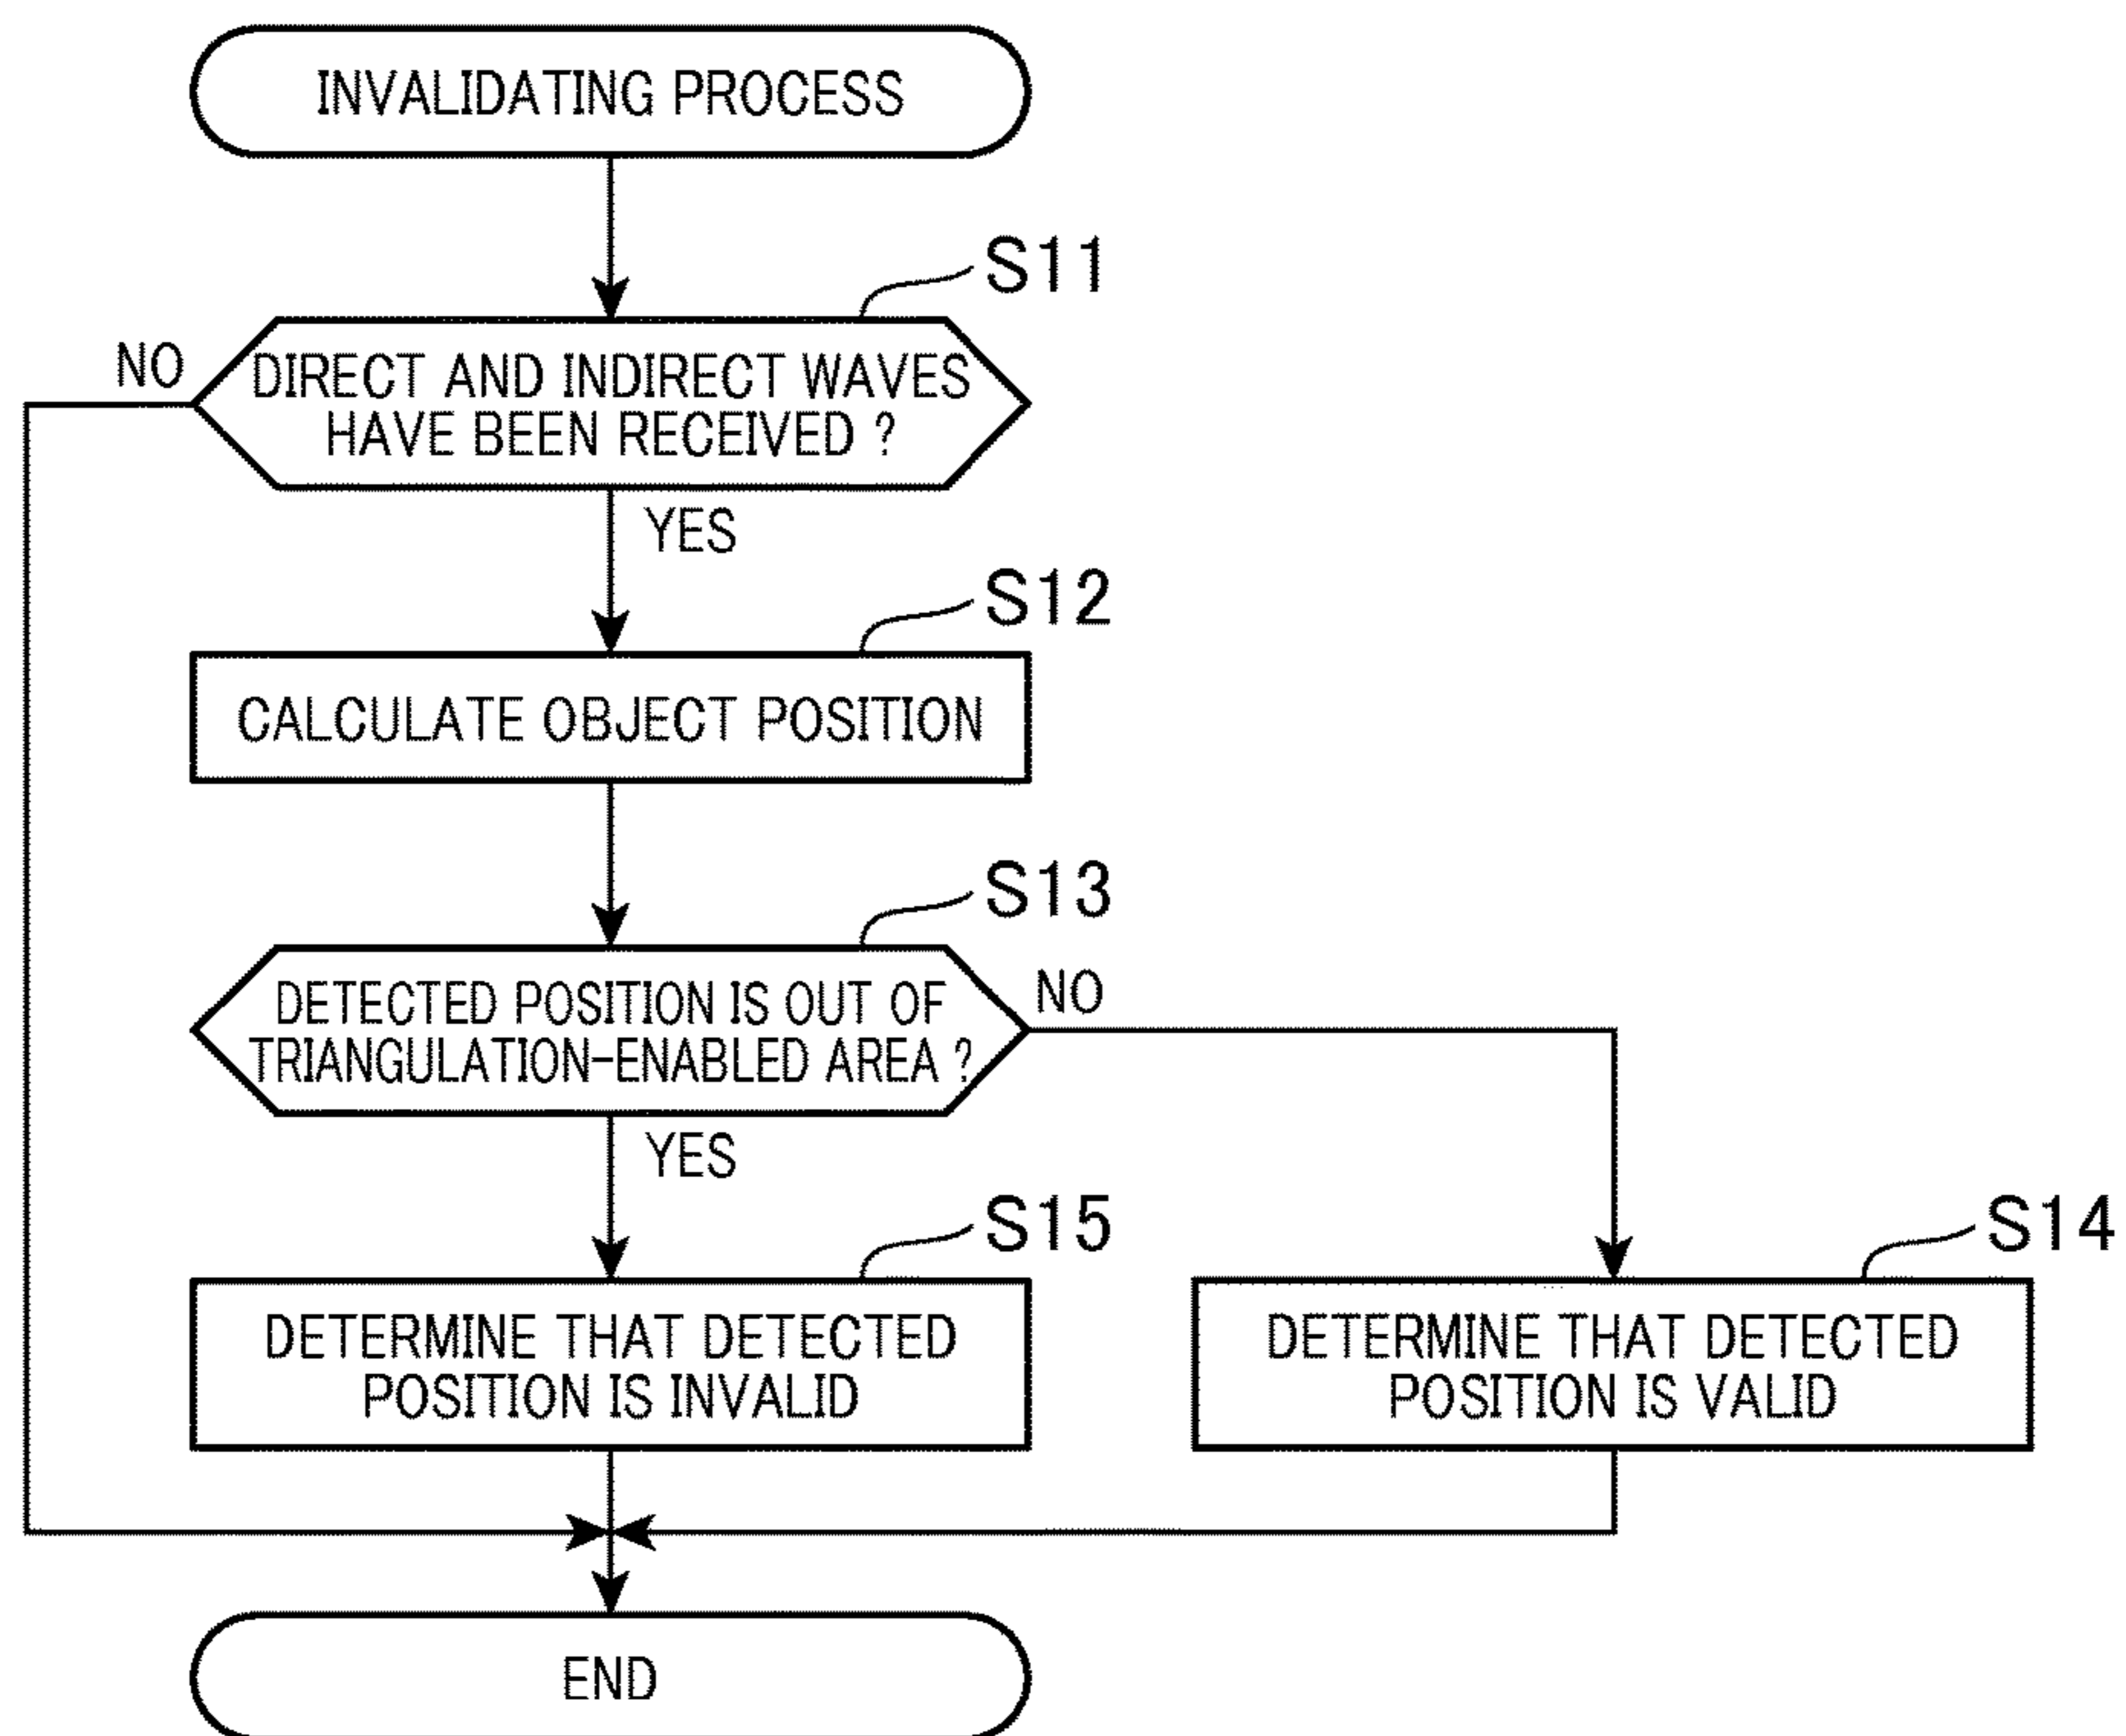 INVALIDATING PROCESS
S11
NO
DIRECT AND INDIRECT WAVES
HAVE BEEN RECEIVED ?
YES
S12
CALCULATE OBJECT POSITION
S13
DETECTED POSITION IS OUT OF
TRIANGULATION-ENABLED AREA ?
NO
YES
S15
S14
DETERMINE THAT DETECTED
POSITION IS INVALID
DETERMINE THAT DETECTED
POSITION IS VALID
END